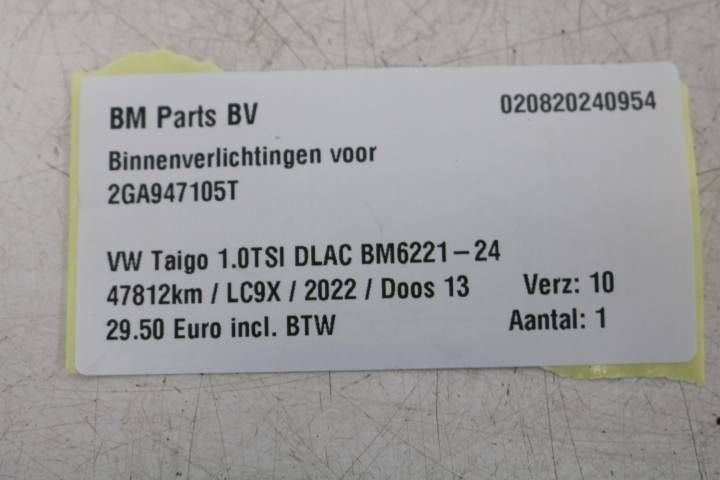 BM Parts BV 020820240954
Binnenverlichtingen voor
2GA947105T
VW Taigo 1.0TSI DLAC BM6221-24
47812km / LC9X / 2022 / Doos 13 Verz: 10
29.50 Euro incl. BTW Aantal: 1